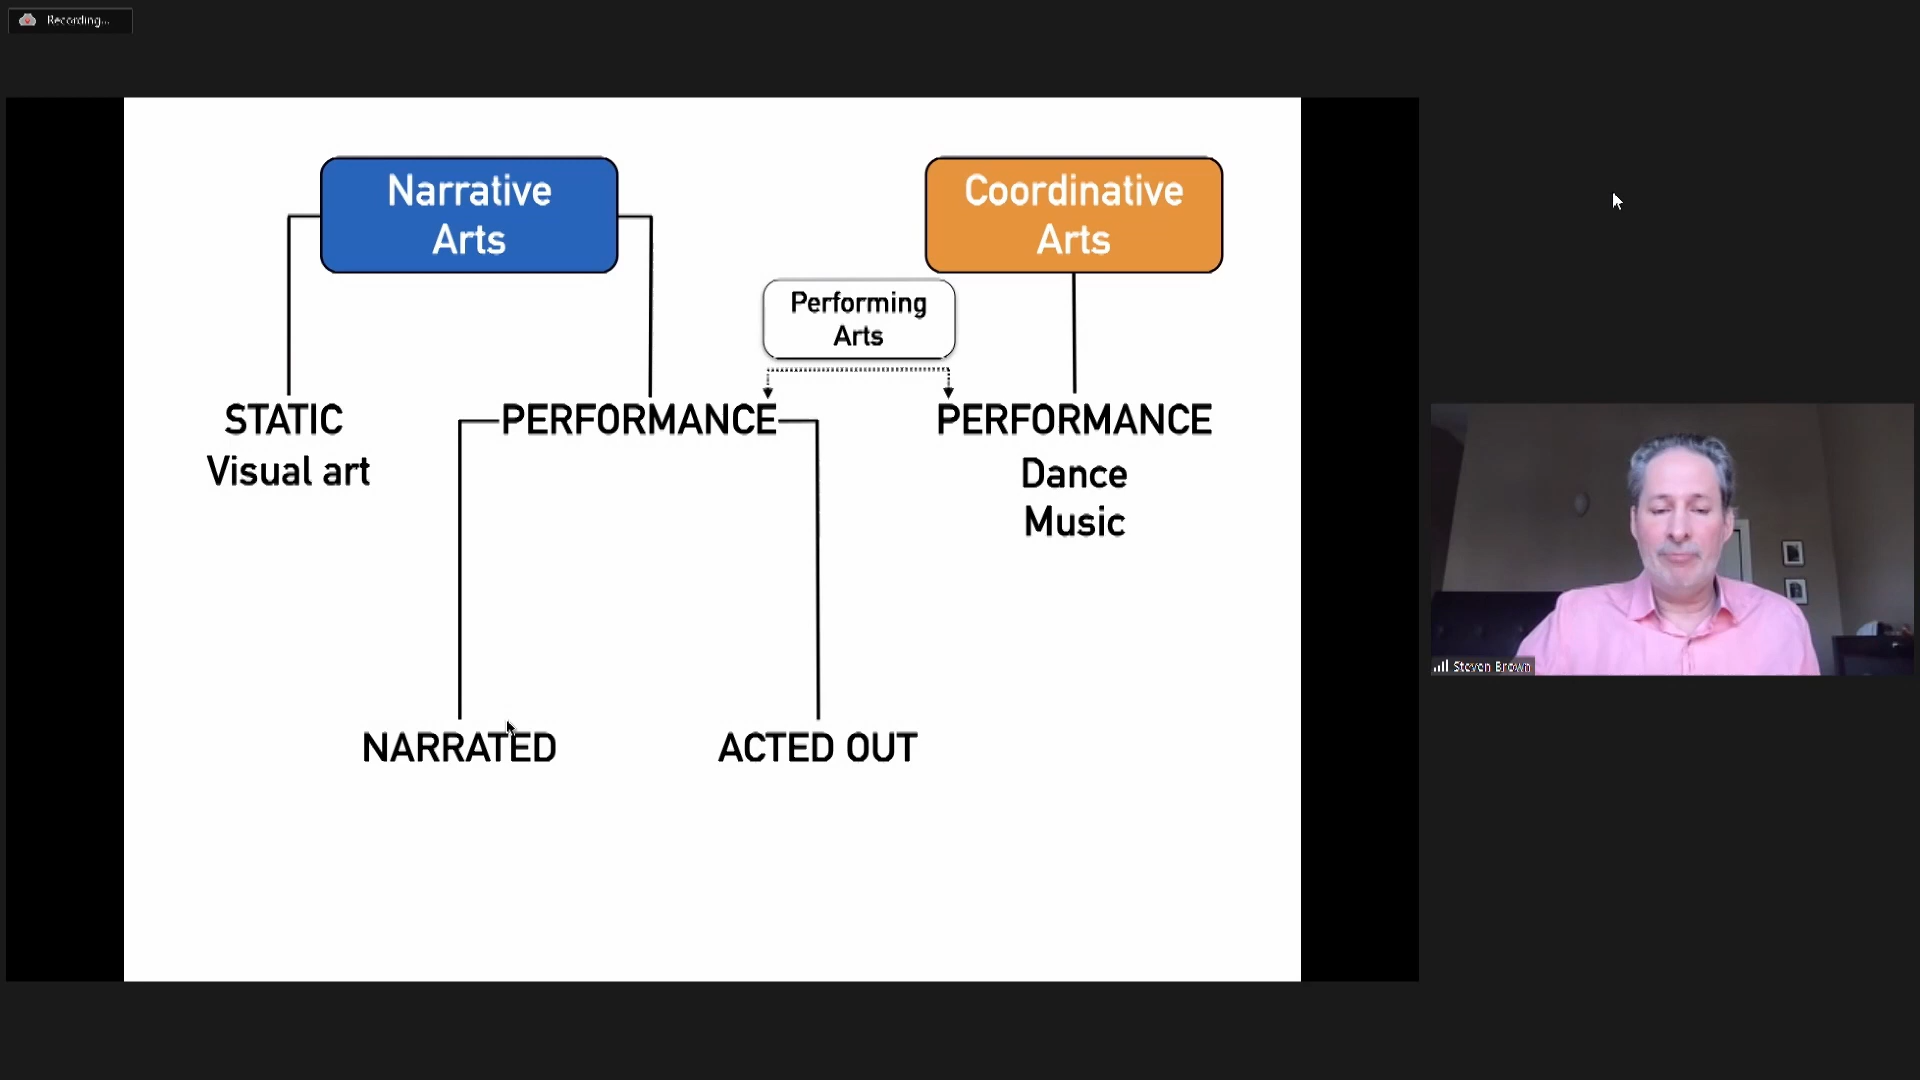 Recording...
Narrative
Arts
Coordinative
Arts
Performing
Arts
STATIC
Visual art
PERFORMANCE
PERFORMANCE
Dance
Music
NARRATED
ACTED OUT
Steven Brown